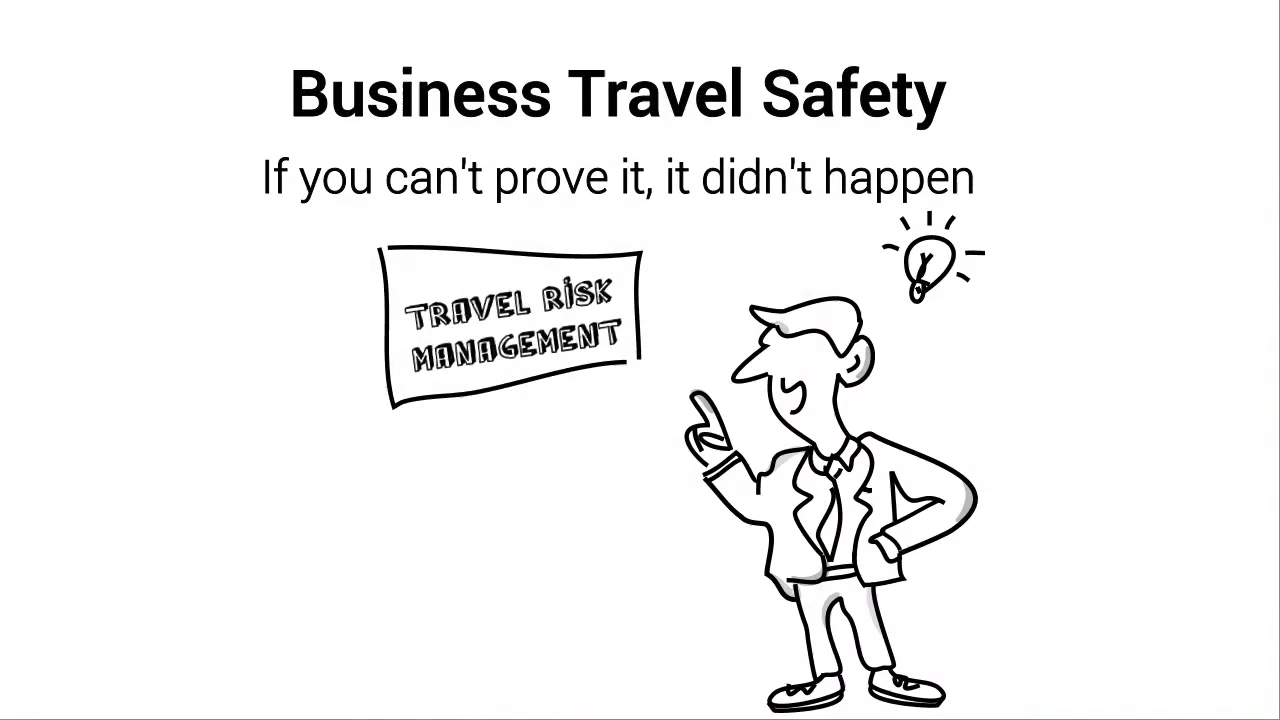 Business Travel Safety
If you can't prove it, it didn't happen
TRAVEL RiSK
MANAGEMENT